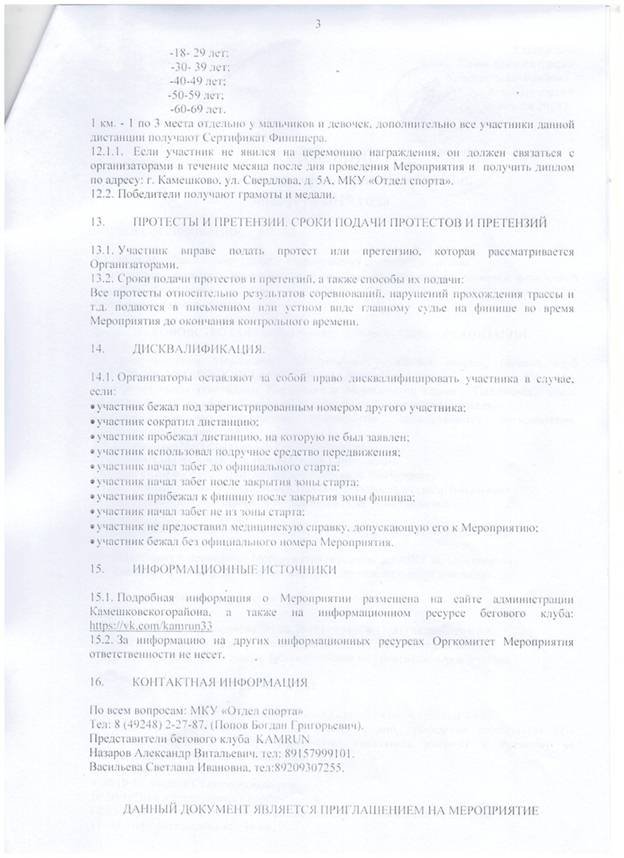 3
-18- 29 лет;
-30- 39 лет;
-40-49 лет;
-50-59 лет;
-60-69 лет.
1 км. - 1 по 3 места отдельно у мальчиков и девочек, дополнительно все участники данной
дистанции получают Сертификат Финишера.
12.1.1. Если участник не явился на церемонию награждения, он должен связаться с
организаторами в течение месяца после дня проведения Мероприятия и получить диплом
по адресу: г. Камешково, ул. Свердлова, д. 5А, МКУ «Отдел спорта».
12.2. Победители получают грамоты и медали.
13. ПРОТЕСТЫ И ПРЕТЕНЗИИ. СРОКИ ПОДАЧИ ПРОТЕСТОВ И ПРЕТЕНЗИЙ
13.1. Участник вправе подать протест или претензию, которая рассматривается
Организаторами.
13.2. Сроки подачи протестов и претензий, а также способы их подачи:
Все протесты относительно результатов соревнований, нарушений прохождения трассы и
т.д. подаются в письменном или устном виде главному судье на финише во время
Мероприятия до окончания контрольного времени.
14. ДИСКВАЛИФИКАЦИЯ.
14.1. Организаторы оставляют за собой право дисквалифицировать участника в случае,
если:
• участник бежал под зарегистрированным номером другого участника;
• участник сократил дистанцию;
• участник пробежал дистанцию, на которую не был заявлен;
• участник использовал подручное средство передвижения;
• участник начал забег до официального старта;
• участник начал забег после закрытия зоны старта;
• участник прибежал к финишу после закрытия зоны финиша;
• участник начал забег не из зоны старта;
• участник не предоставил медицинскую справку, допускающую его к Мероприятию;
• участник бежал без официального номера Мероприятия.
15. ИНФОРМАЦИОННЫЕ ИСТОЧНИКИ
15.1. Подробная информация о Мероприятии размещена на сайте администрации
Камешковскогорайона, а также на информационном ресурсе бегового клуба:
https://vk.com/kamrun33
15.2. За информацию на других информационных ресурсах Оргкомитет Мероприятия
ответственности не несет.
16. КОНТАКТНАЯ ИНФОРМАЦИЯ
По всем вопросам: МКУ «Отдел спорта»
Тел: 8 (49248) 2-27-87, (Попов Богдан Григорьевич).
Представители бегового клуба KAMRUN
Назаров Александр Витальевич, тел: 89157999101.
Васильева Светлана Ивановна, тел:89209307255.
ДАННЫЙ ДОКУМЕНТ ЯВЛЯЕТСЯ ПРИГЛАШЕНИЕМ НА МЕРОПРИЯТИЕ